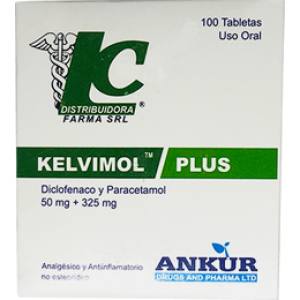 100 Tabletas
Uso Oral
LC
DISTRIBUIDORA
FARMA SRL ®
KELVIMOL™ PLUS
Diclofenaco y Paracetamol
50 mg + 325 mg
Analgésico y Antiinflamatorio
no esteroideo
ANKUR
DRUGS AND PHARMA LTD